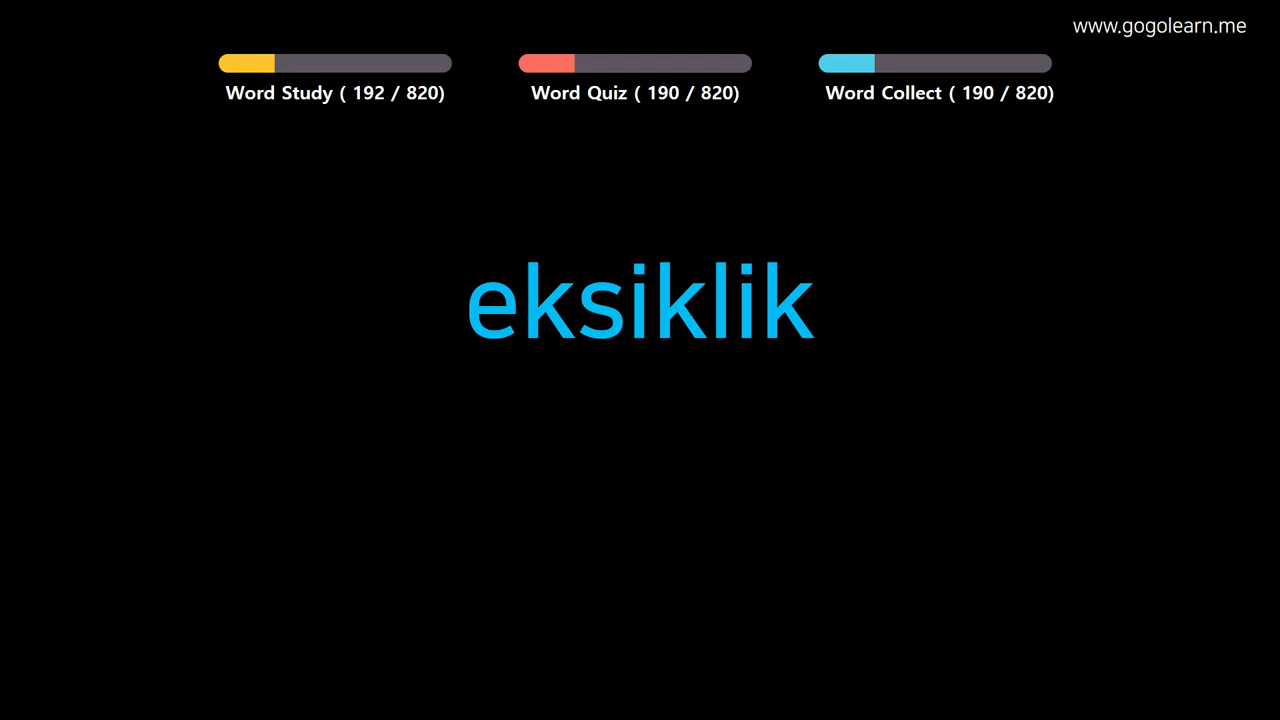 www.gogolearn.me
Word Study ( 192 / 820)
Word Quiz ( 190 / 820)
Word Collect ( 190 / 820)
eksiklik